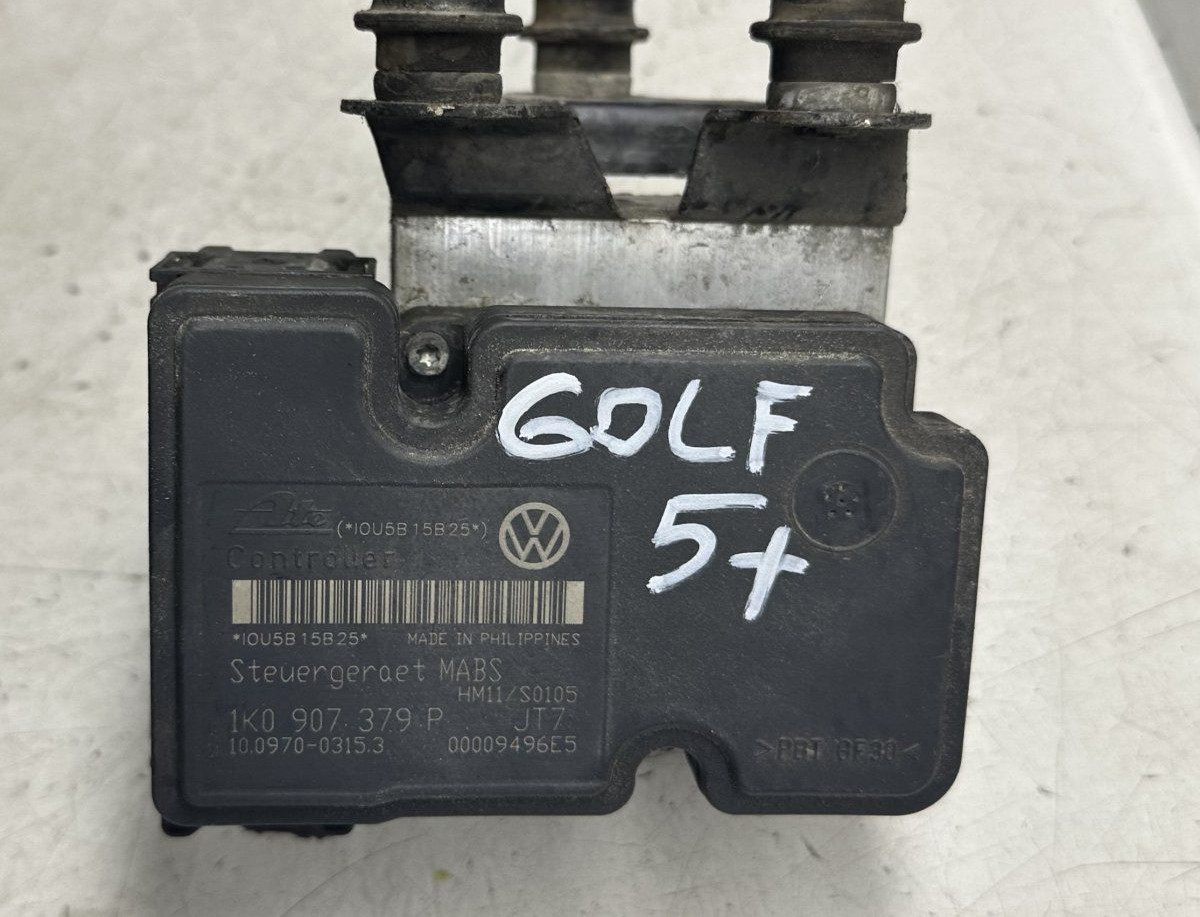 GOLF
5+
Ate (*IOU5B15B25*)
Controller
*IOU5B15B25* MADE IN PHILIPPINES
Steuergeraet MABS
HM11/S0105
1K0 907 379 P JT7
10.0970-0315.3 00009496E5
>PBT GF30<